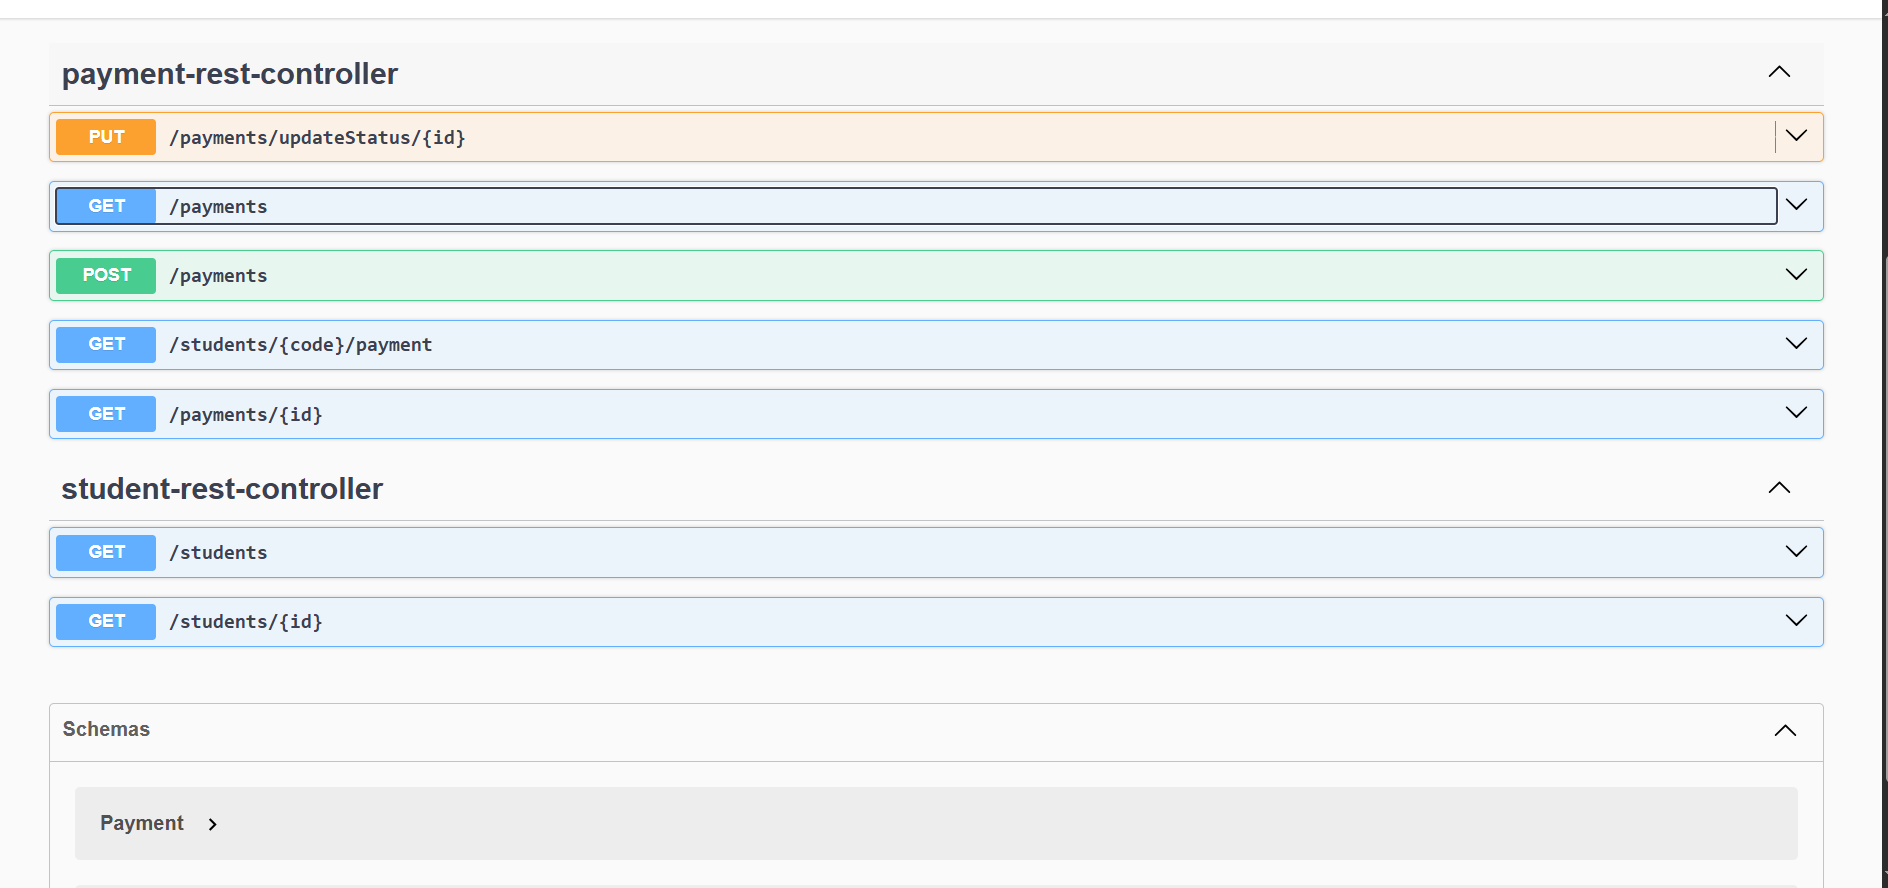 payment-rest-controller
PUT /payments/updateStatus/{id}
GET /payments
POST /payments
GET /students/{code}/payment
GET /payments/{id}
student-rest-controller
GET /students
GET /students/{id}
Schemas
Payment